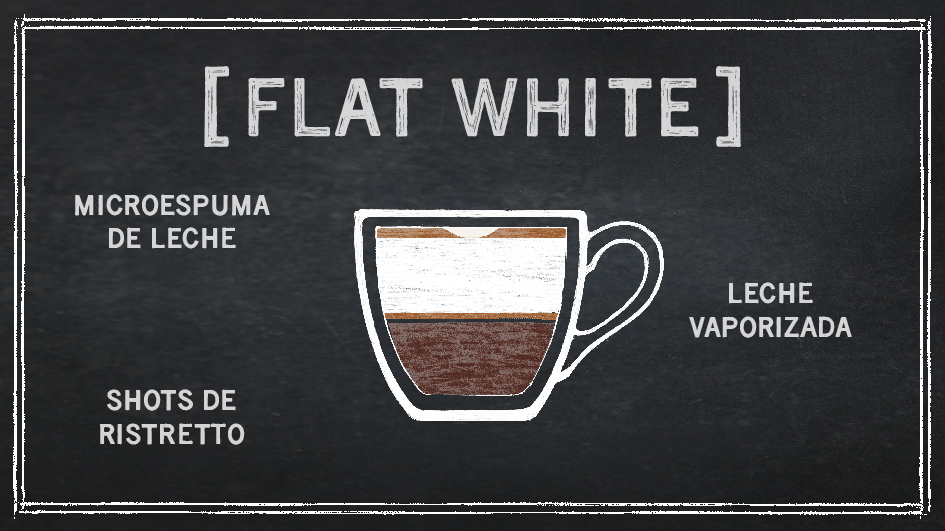 [FLAT WHITE]
MICROESPUMA
DE LECHE
LECHE
VAPORIZADA
SHOTS DE
RISTRETTO